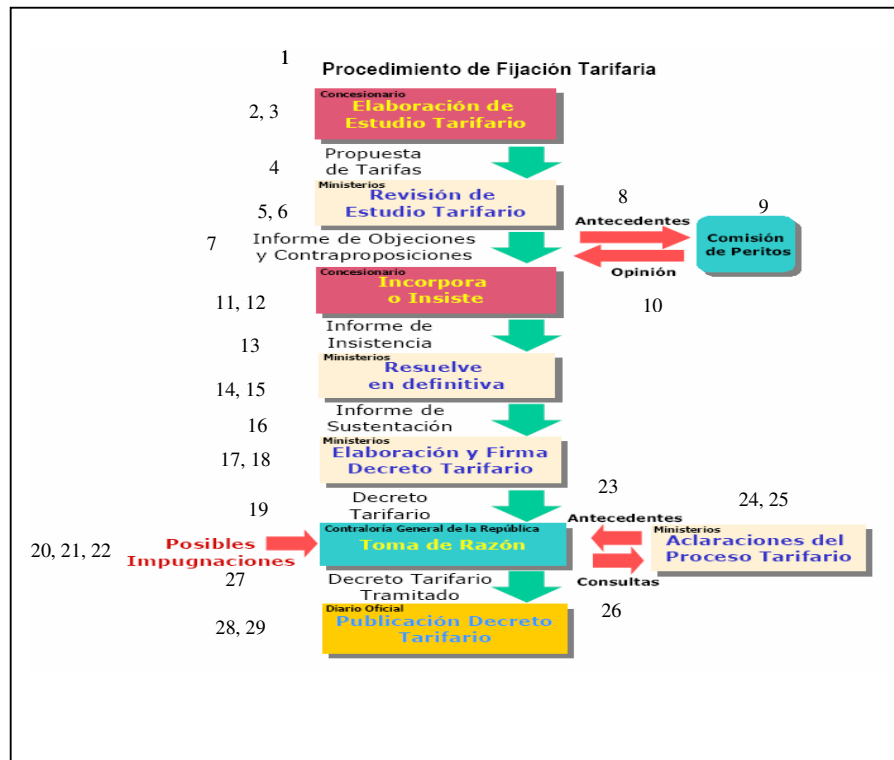 1
Procedimiento de Fijación Tarifaria
2, 3
Concesionario
Elaboración de
Estudio Tarifario
4
Propuesta
de Tarifas
5, 6
Ministerios
Revisión de
Estudio Tarifario
8
Antecedentes
9
Comisión
de Peritos
7
Informe de Objeciones
y Contraproposiciones
Opinión
10
11, 12
Concesionario
Incorpora
o Insiste
13
Informe de
Insistencia
14, 15
Ministerios
Resuelve
en definitiva
16
Informe de
Sustentación
17, 18
Ministerios
Elaboración y Firma
Decreto Tarifario
19
Decreto
Tarifario
23
Antecedentes
24, 25
Ministerios
Aclaraciones del
Proceso Tarifario
20, 21, 22
Posibles
Impugnaciones
Contraloría General de la República
Toma de Razón
Consultas
26
27
Decreto Tarifario
Tramitado
28, 29
Diario Oficial
Publicación Decreto
Tarifario